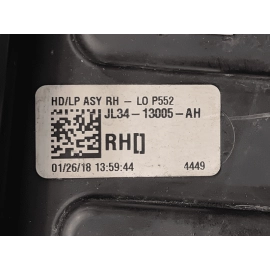 HD/LP ASY RH - LO P552
JL34-13005-AH
RH[]
01/26/18 13:59:44 4449